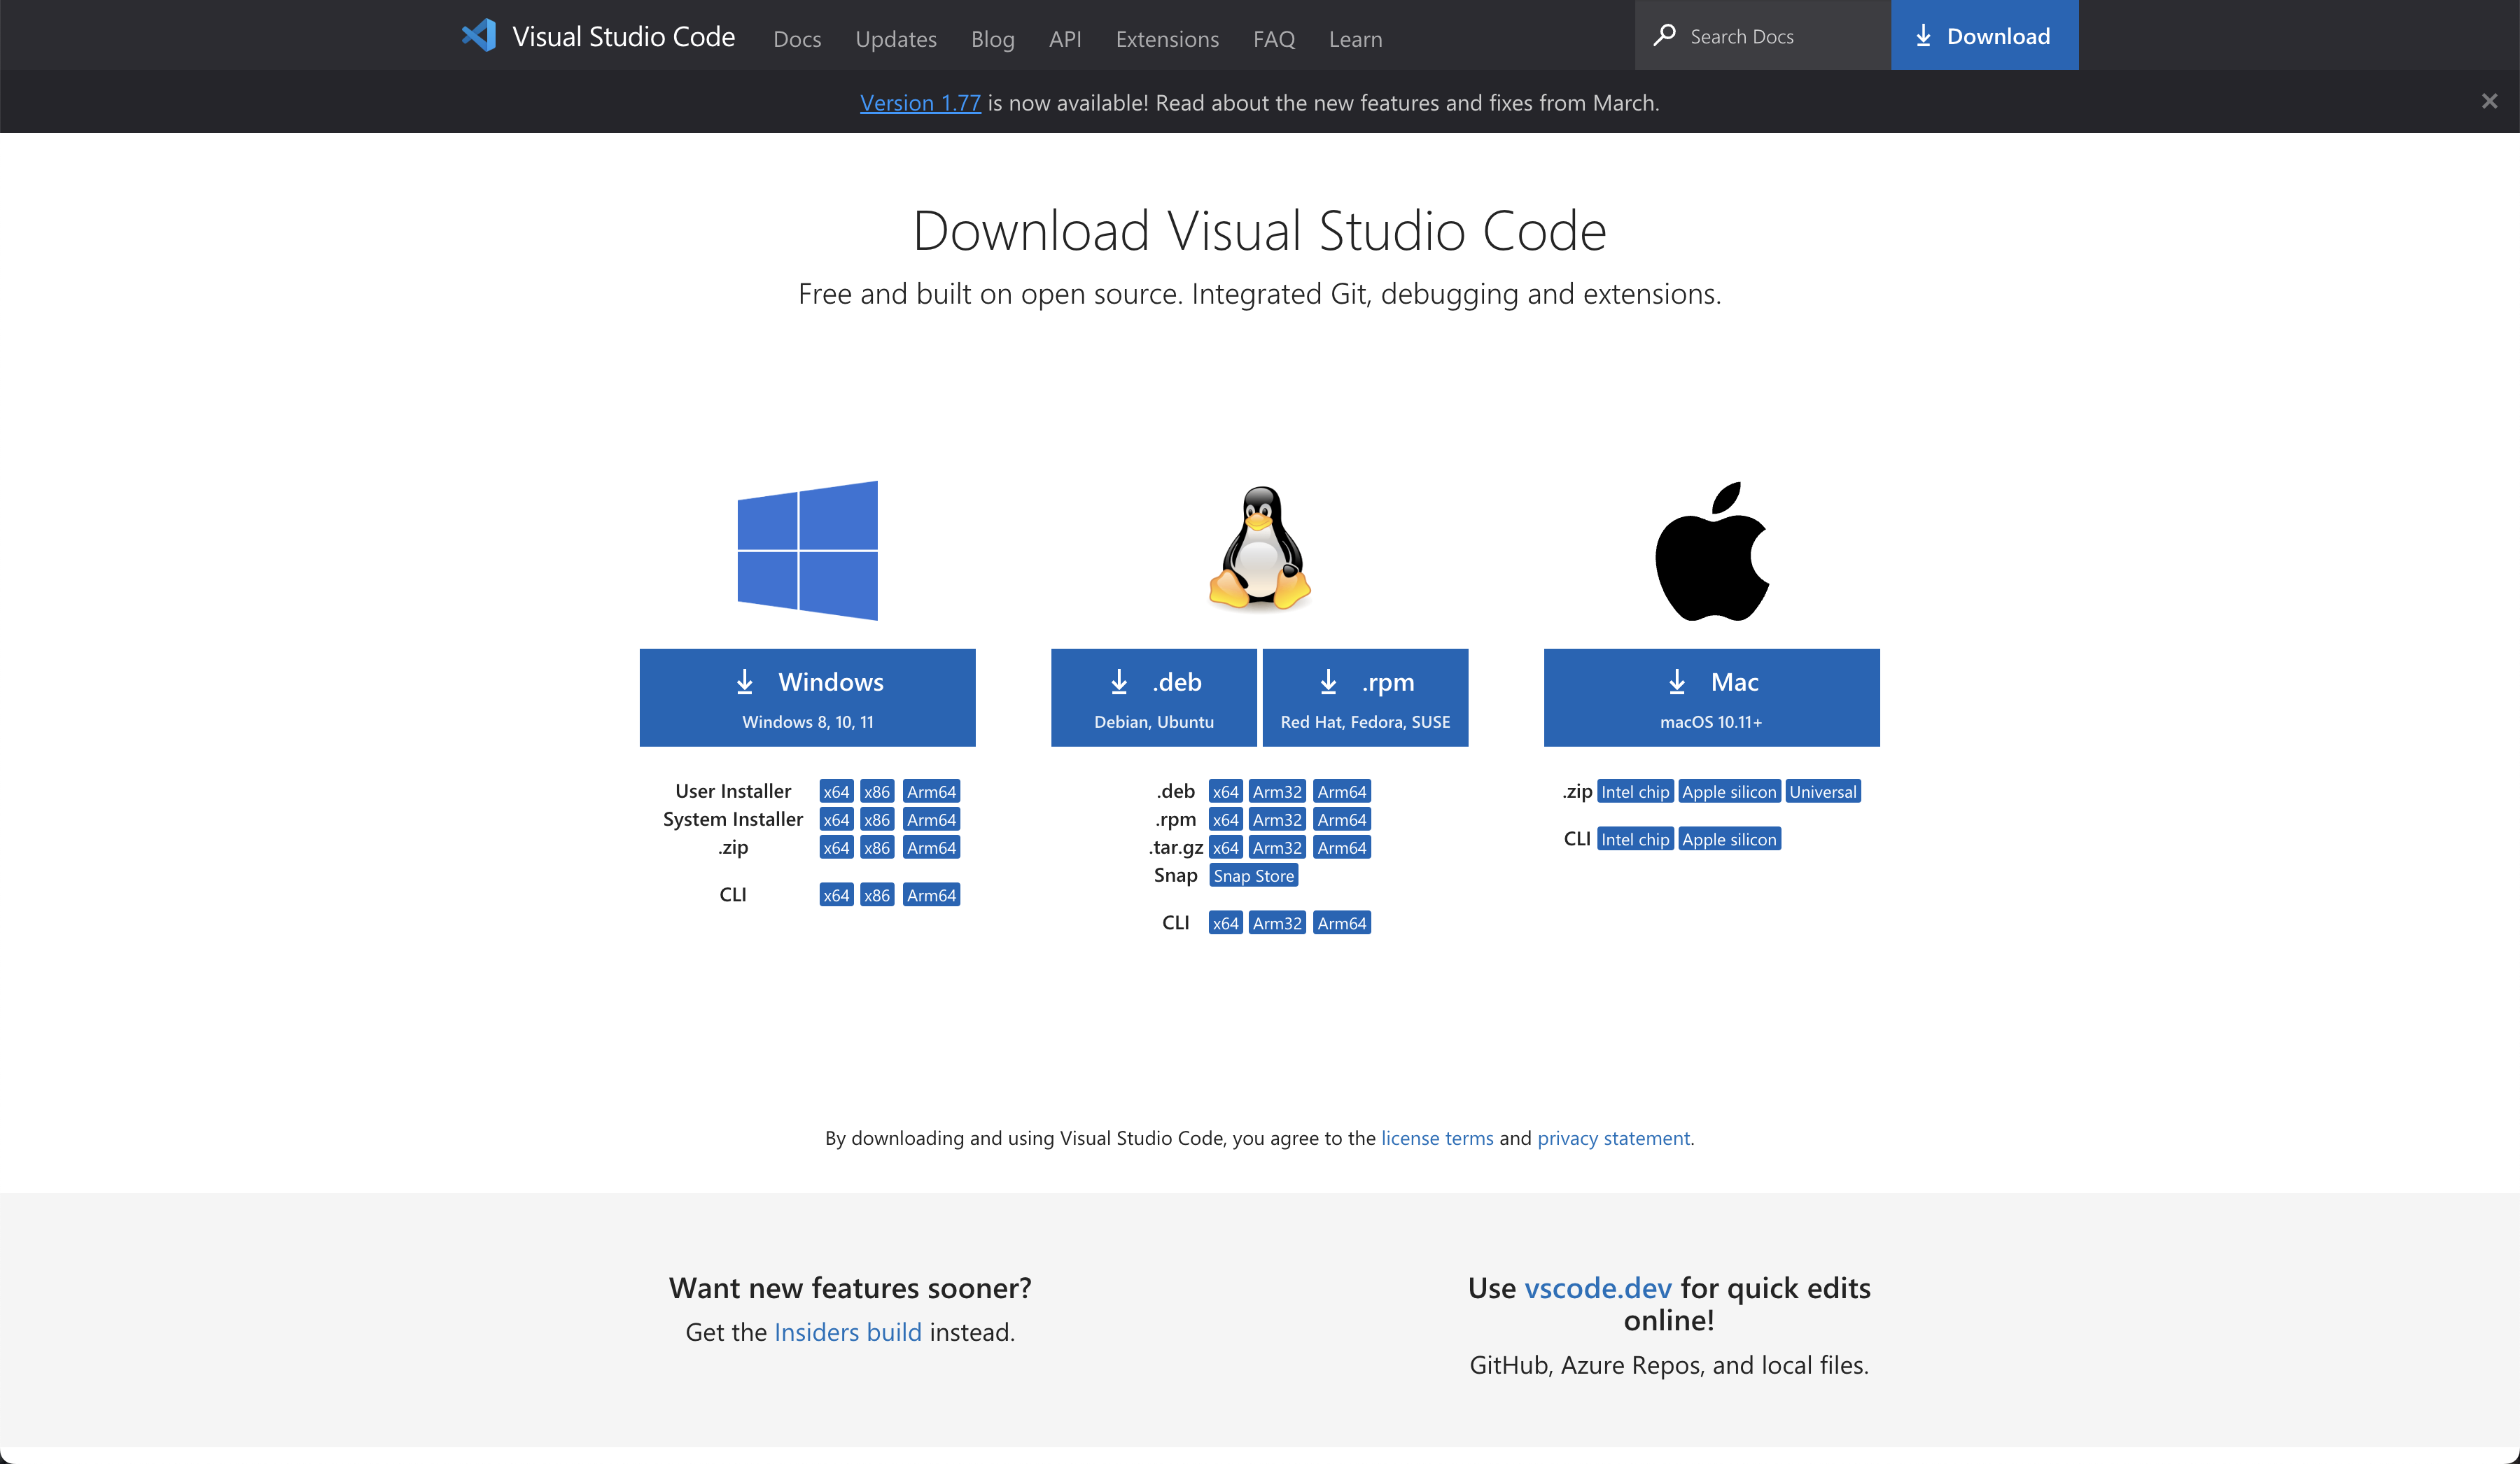 Visual Studio Code Docs Updates Blog API Extensions FAQ Learn Search Docs Download
Version 1.77 is now available! Read about the new features and fixes from March.
Download Visual Studio Code
Free and built on open source. Integrated Git, debugging and extensions.
Windows
Windows 8, 10, 11
User Installer x64 x86 Arm64
System Installer x64 x86 Arm64
.zip x64 x86 Arm64
CLI x64 x86 Arm64
.deb
Debian, Ubuntu
.rpm
Red Hat, Fedora, SUSE
.deb x64 Arm32 Arm64
.rpm x64 Arm32 Arm64
.tar.gz x64 Arm32 Arm64
Snap Snap Store
CLI x64 Arm32 Arm64
Mac
macOS 10.11+
.zip Intel chip Apple silicon Universal
CLI Intel chip Apple silicon
By downloading and using Visual Studio Code, you agree to the license terms and privacy statement.
Want new features sooner?
Get the Insiders build instead.
Use vscode.dev for quick edits
online!
GitHub, Azure Repos, and local files.